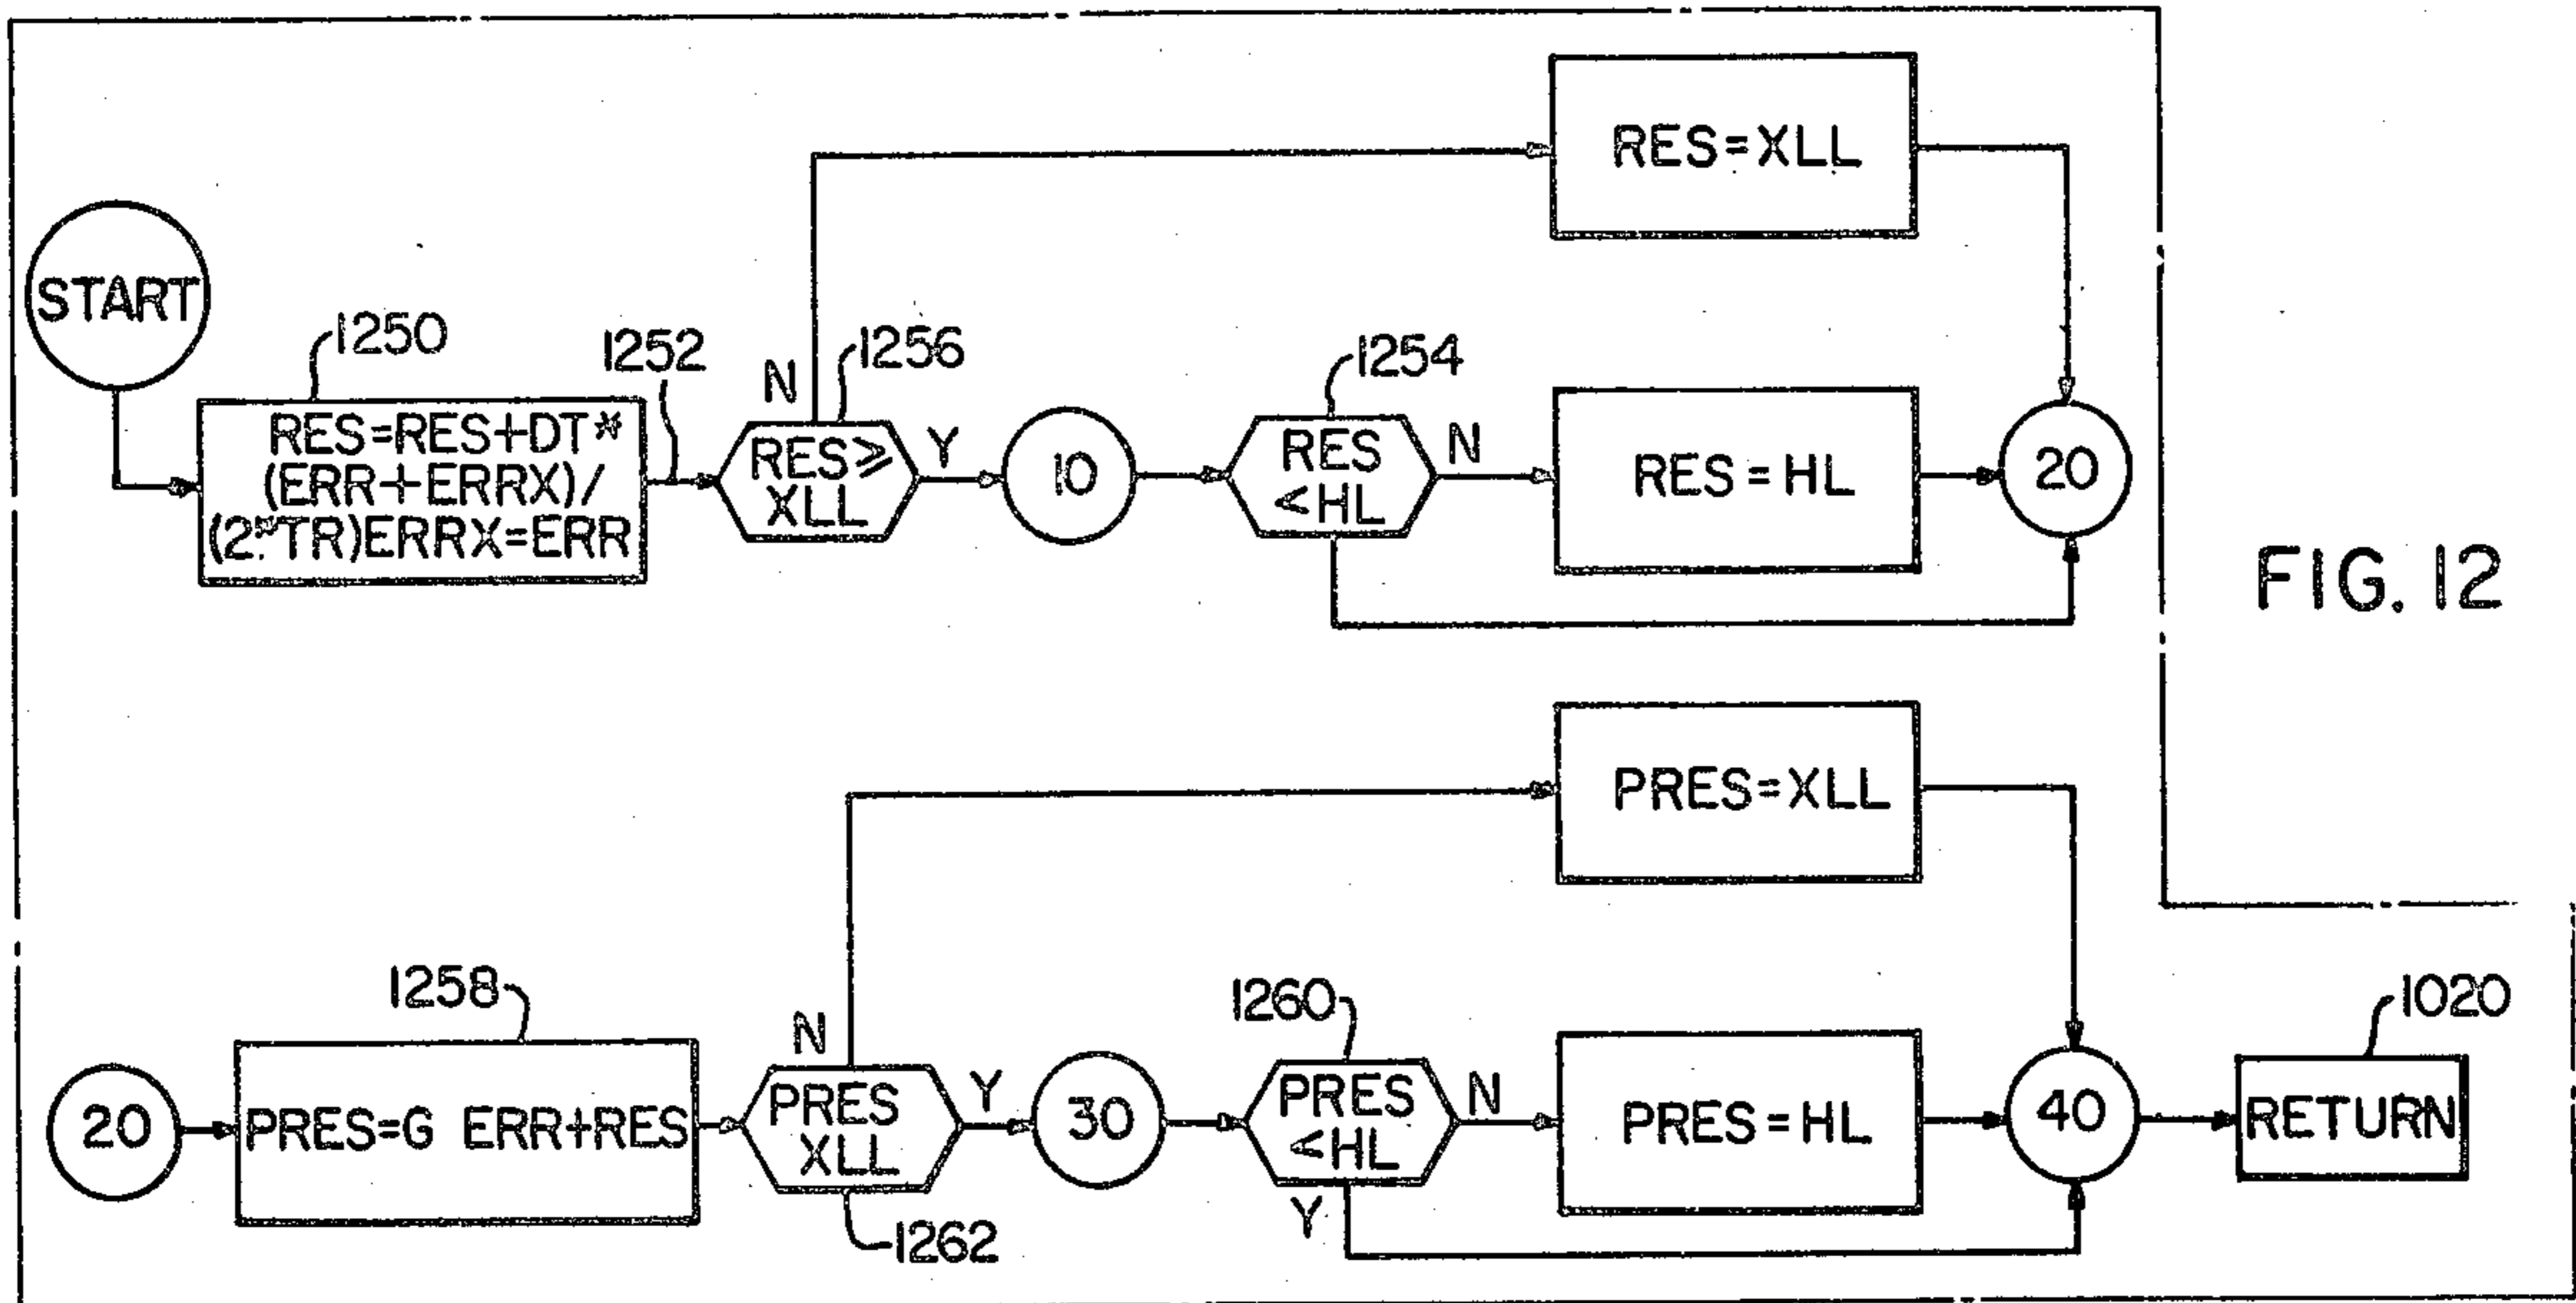 RES=XLL
START
1250
1252
N
1256
1254
RES=RES+DT*
(ERR+ERRX)/
(2*TR)ERRX=ERR
RES≥
XLL
Y
10
RES
<HL
N
RES=HL
20
FIG. 12
PRES=XLL
1258
N
1260
1020
20
PRES=G ERR+RES
PRES
XLL
Y
30
PRES
<HL
N
PRES=HL
40
RETURN
1262
Y